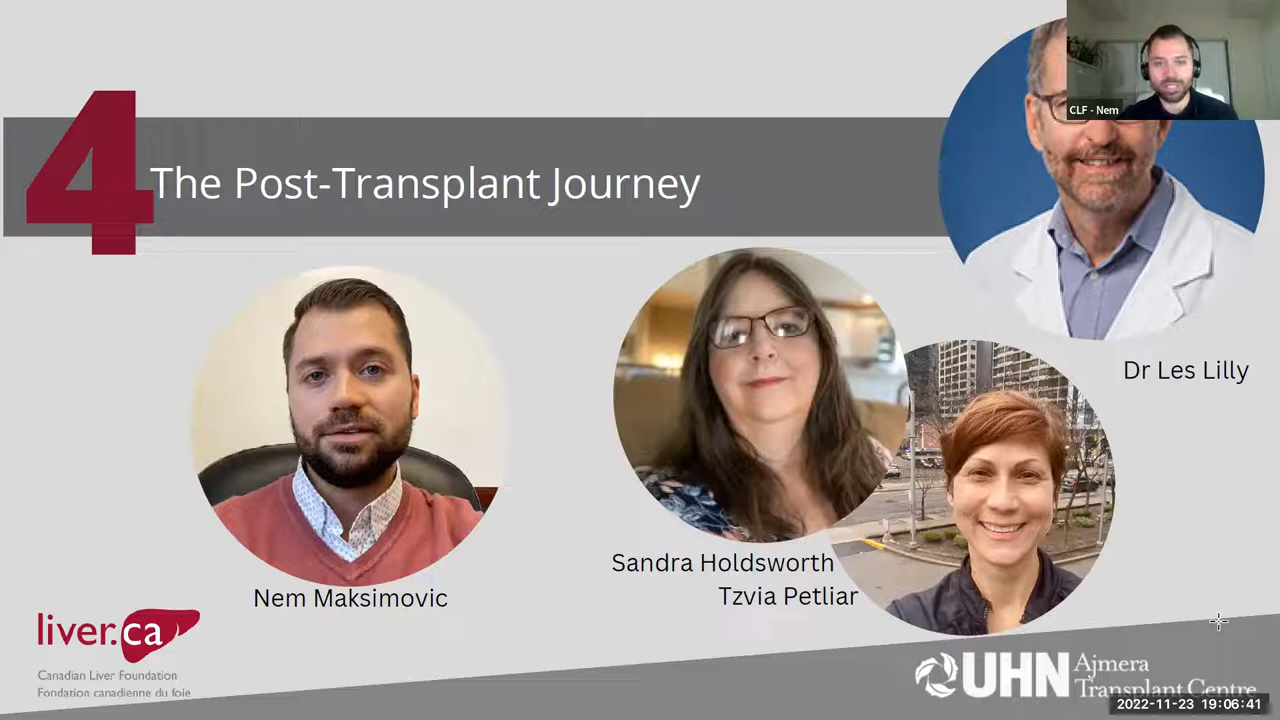 CLF - Nem
4
The Post-Transplant Journey
Dr Les Lilly
Sandra Holdsworth
Tzvia Petliar
Nem Maksimovic
liver.ca
Canadian Liver Foundation
Fondation canadienne du foie
UHN Ajmera
Transplant Centre
2022-11-23 19:06:41